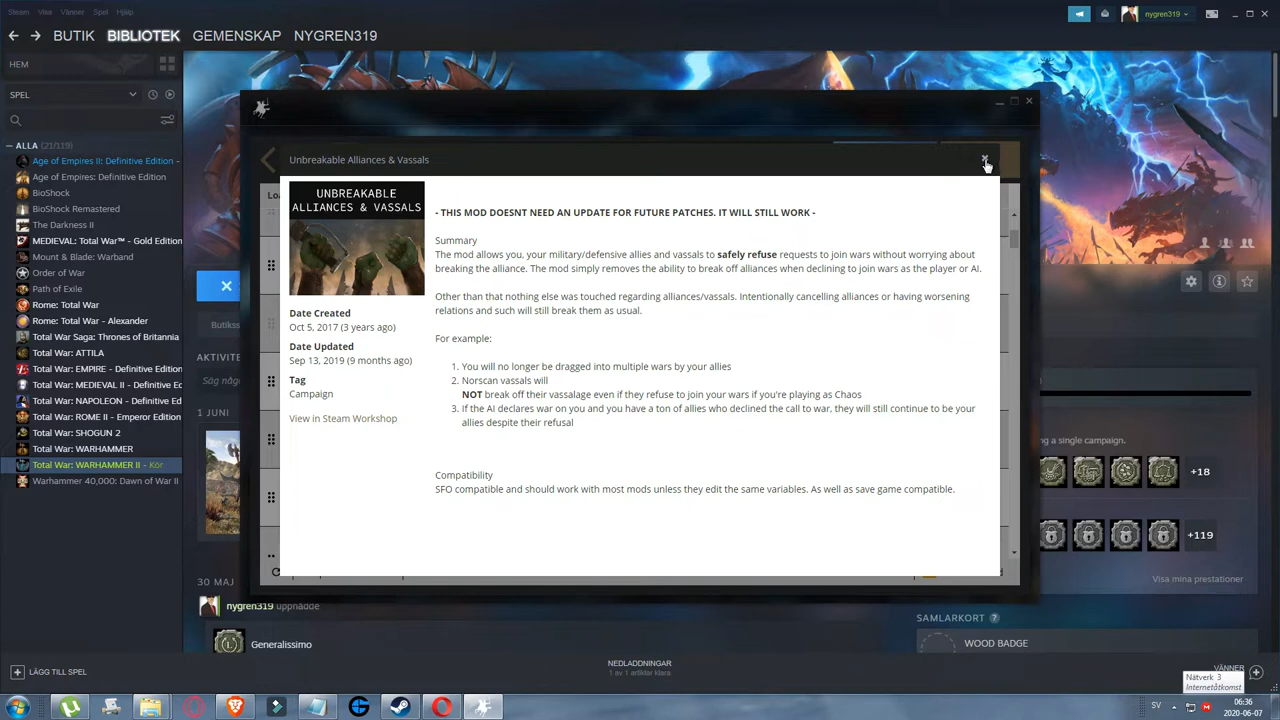 Steam Visa Vänner Spel Hjälp
nygren319
BUTIK BIBLIOTEK GEMENSKAP NYGREN319
HEM
SPEL
ALLA (21/119)
Age of Empires II: Definitive Edition -
Age of Empires: Definitive Edition
BioShock
BioShock Remastered
The Darkness II
MEDIEVAL: Total War™ - Gold Edition
Mount & Blade: Warband
Order of War
Path of Exile
Rome: Total War
Rome: Total War - Alexander
Total War Saga: Thrones of Britannia
Total War: ATTILA
Total War: EMPIRE - Definitive Ed
Total War: MEDIEVAL II - Definitive E
Total War: NAPOLEON - Definitive Ed
Total War: ROME II - Emperor Edition
Total War: SHOGUN 2
Total War: WARHAMMER
Total War: WARHAMMER II - Kör
Warhammer 40,000: Dawn of War II
Butikss
AKTIVITE
Säg någo
1 JUNI
30 MAJ
nygren319 uppnådde
Generalissimo
Unbreakable Alliances & Vassals
Loa
UNBREAKABLE
ALLIANCES & VASSALS
Date Created
Oct 5, 2017 (3 years ago)
Date Updated
Sep 13, 2019 (9 months ago)
Tag
Campaign
View in Steam Workshop
- THIS MOD DOESNT NEED AN UPDATE FOR FUTURE PATCHES. IT WILL STILL WORK -
Summary
The mod allows you, your military/defensive allies and vassals to safely refuse requests to join wars without worrying about
breaking the alliance. The mod simply removes the ability to break off alliances when declining to join wars as the player or AI.
Other than that nothing else was touched regarding alliances/vassals. Intentionally cancelling alliances or having worsening
relations and such will still break them as usual.
For example:
1. You will no longer be dragged into multiple wars by your allies
2. Norscan vassals will
NOT break off their vassalage even if they refuse to join your wars if you're playing as Chaos
3. If the AI declares war on you and you have a ton of allies who declined the call to war, they will still continue to be your
allies despite their refusal
Compatibility
SFO compatible and should work with most mods unless they edit the same variables. As well as save game compatible.
ng a single campaign.
+18
+119
Visa mina prestationer
SAMLARKORT ?
WOOD BADGE
LÄGG TILL SPEL
NEDLADDNINGAR
1 av 1 artiklar klara
VÄNNER
Nätverk 3
Internetåtkomst
SV
06:36
2020-06-07